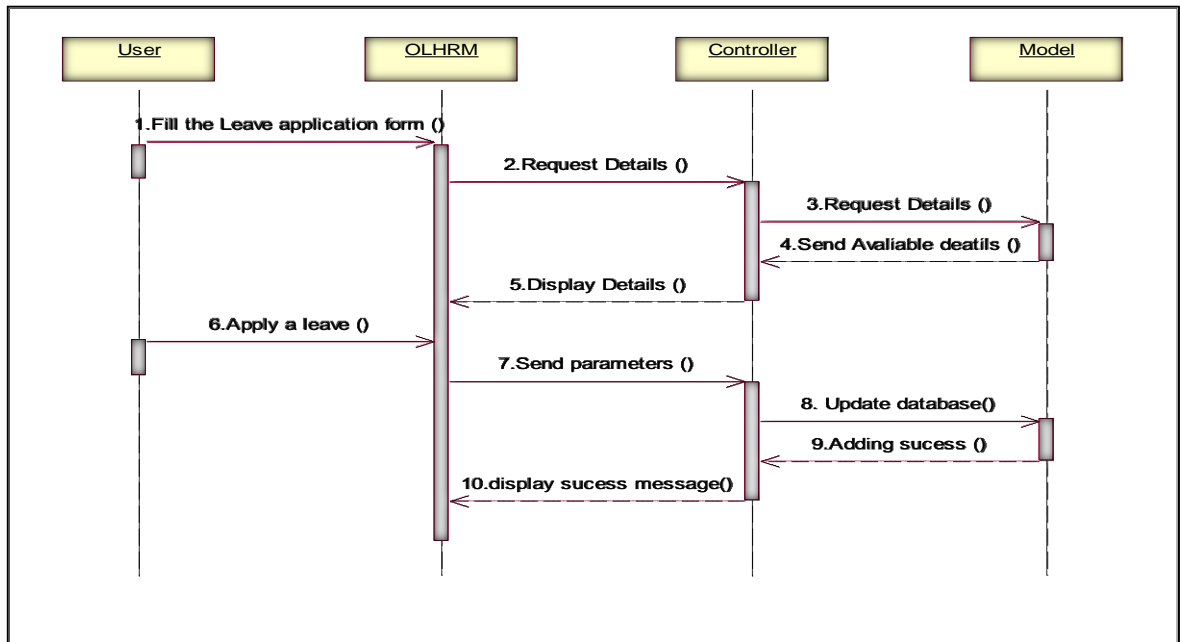 User
OLHRM
Controller
Model
1.Fill the Leave application form ()
2.Request Details ()
3.Request Details ()
4.Send Avaliable deatils ()
5.Display Details ()
6.Apply a leave ()
7.Send parameters ()
8. Update database()
9.Adding sucess ()
10.display sucess message()